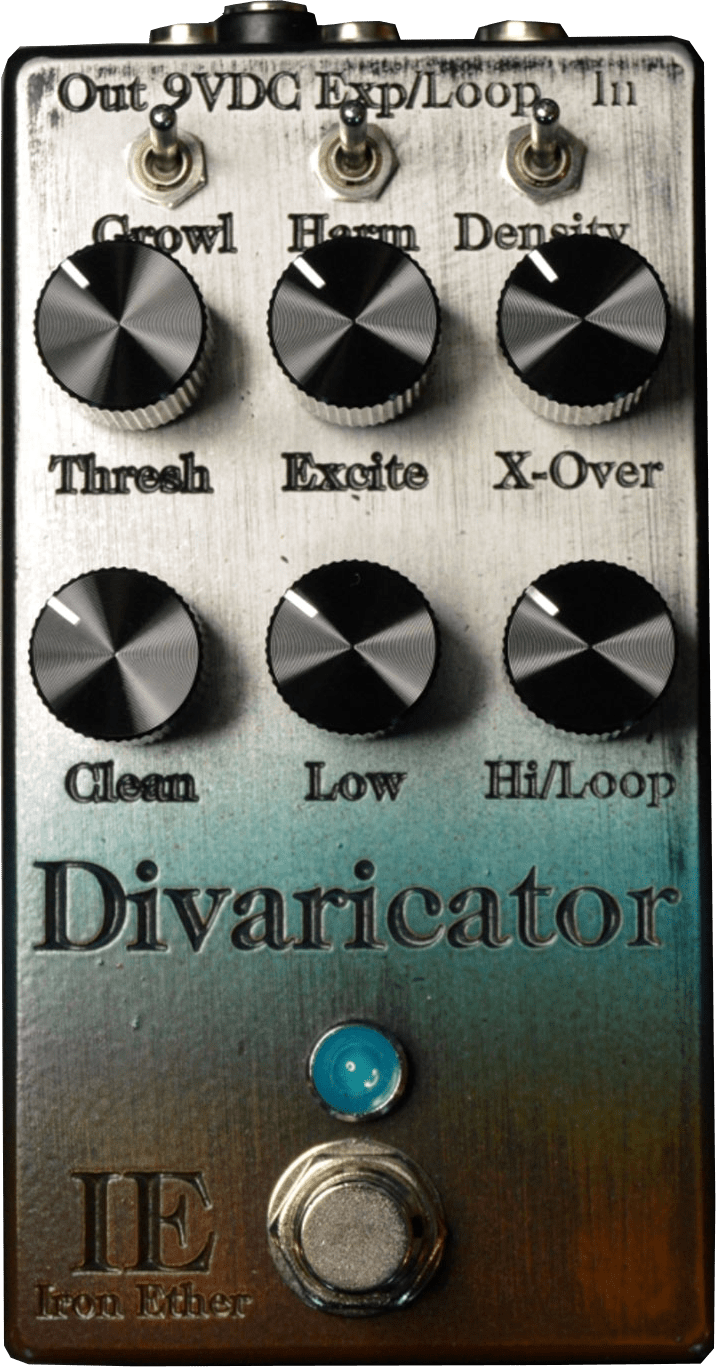 Out 9VDC Exp/Loop In
Growl Harm Density
Thresh Excite X-Over
Clean Low Hi/Loop
Divaricator
IE
Iron Ether